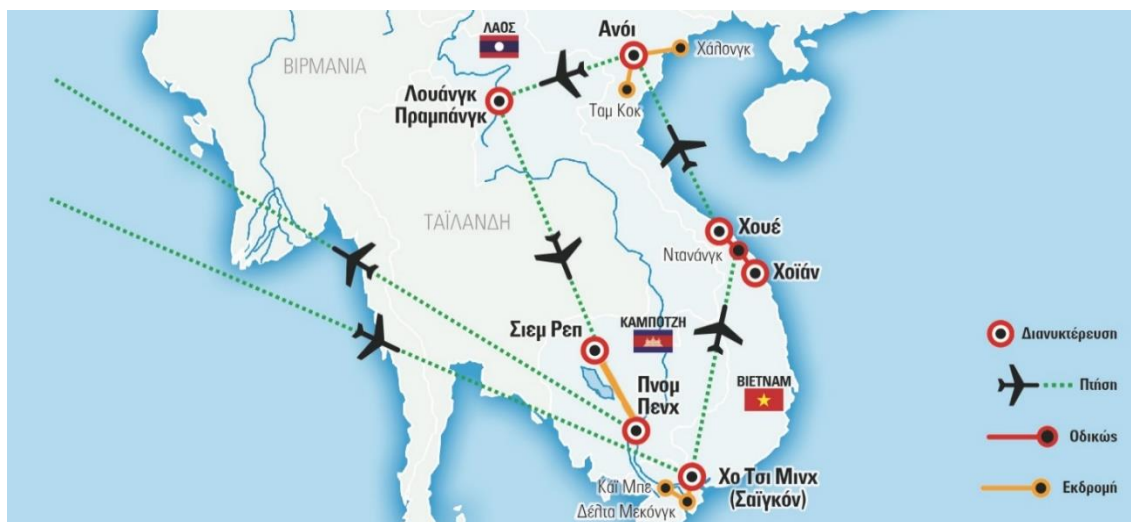 ΛΑΟΣ
Ανόι
Χάλονγκ
ΒΙΡΜΑΝΙΑ
Λουάνγκ
Πραμπάνγκ
Ταμ Κοκ
ΤΑΪΛΑΝΔΗ
Χουέ
Ντανάνγκ
Χοϊάν
Σιεμ Ρεπ
ΚΑΜΠΟΤΖΗ
Διανυκτέρευση
Πνομ
Πενχ
ΒΙΕΤΝΑΜ
Πτήση
Οδικώς
Χο Τσι Μινχ
(Σαϊγκόν)
Κάι Μπε
Δέλτα Μεκόνγκ
Εκδρομή